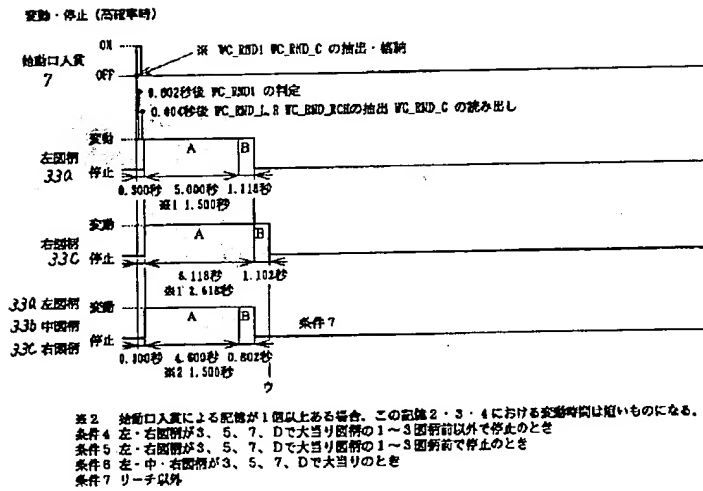 変動・停止(高確率時)
ON
始動口入賞
7
OFF
※ WC_RND1 WC_RND_C の抽出・格納
0.002秒後 WC_RND1 の判定
0.004秒後 WC_RND_L,R WC_RND_RCHの抽出 WC_RND_C の読み出し
変動
左図柄
33a
停止
A
B
0.300秒 5.000秒 1.118秒
※1 1.500秒
変動
右図柄
33c
停止
A
B
6.118秒 1.102秒
※1 2.618秒
33a 左図柄
33b 中図柄
33c 右図柄
変動
停止
A
B
条件7
0.300秒 4.600秒 0.802秒
※2 1.500秒
ウ
※2 始動口入賞による記憶が1個以上ある場合、この記憶2・3・4における変動時間は短いものになる。
条件4 左・右図柄が3、5、7、Dで大当り図柄の1~3図柄前以外で停止のとき
条件5 左・右図柄が3、5、7、Dで大当り図柄の1~3図柄前で停止のとき
条件6 左・中・右図柄が3、5、7、Dで大当りのとき
条件7 リーチ以外